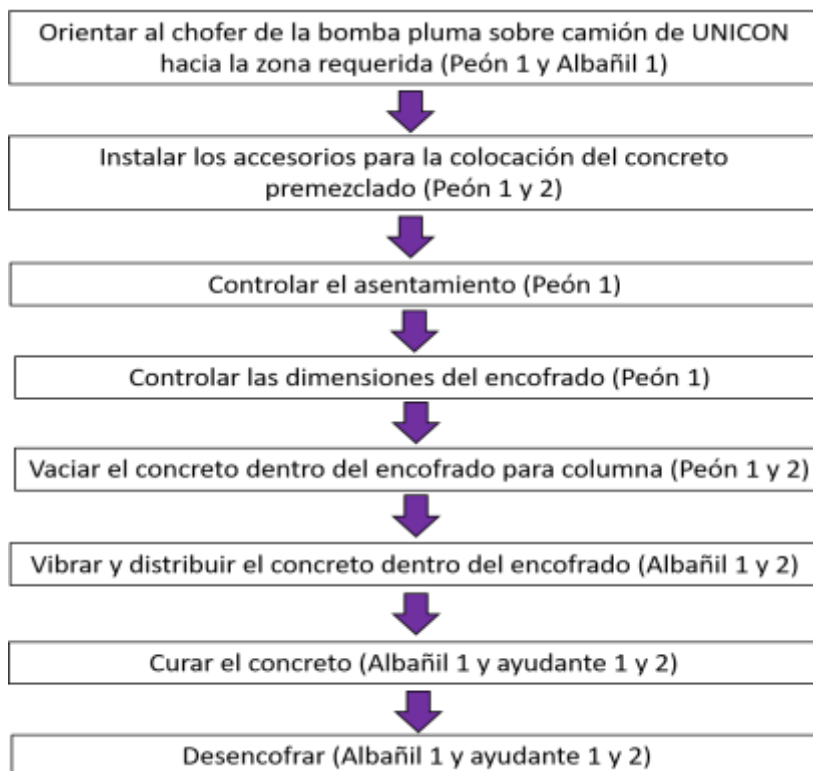 Orientar al chofer de la bomba pluma sobre camión de UNICON
hacia la zona requerida (Peón 1 y Albañil 1)
Instalar los accesorios para la colocación del concreto
premezclado (Peón 1 y 2)
Controlar el asentamiento (Peón 1)
Controlar las dimensiones del encofrado (Peón 1)
Vaciar el concreto dentro del encofrado para columna (Peón 1 y 2)
Vibrar y distribuir el concreto dentro del encofrado (Albañil 1 y 2)
Curar el concreto (Albañil 1 y ayudante 1 y 2)
Desencofrar (Albañil 1 y ayudante 1 y 2)